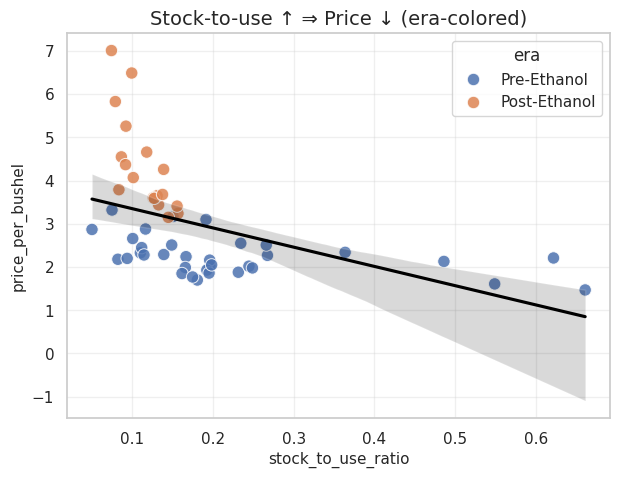 Stock-to-use ↑ ⇒ Price ↓ (era-colored)
era
Pre-Ethanol
Post-Ethanol
7
6
5
4
3
2
1
0
−1
price_per_bushel
0.1 0.2 0.3 0.4 0.5 0.6
stock_to_use_ratio